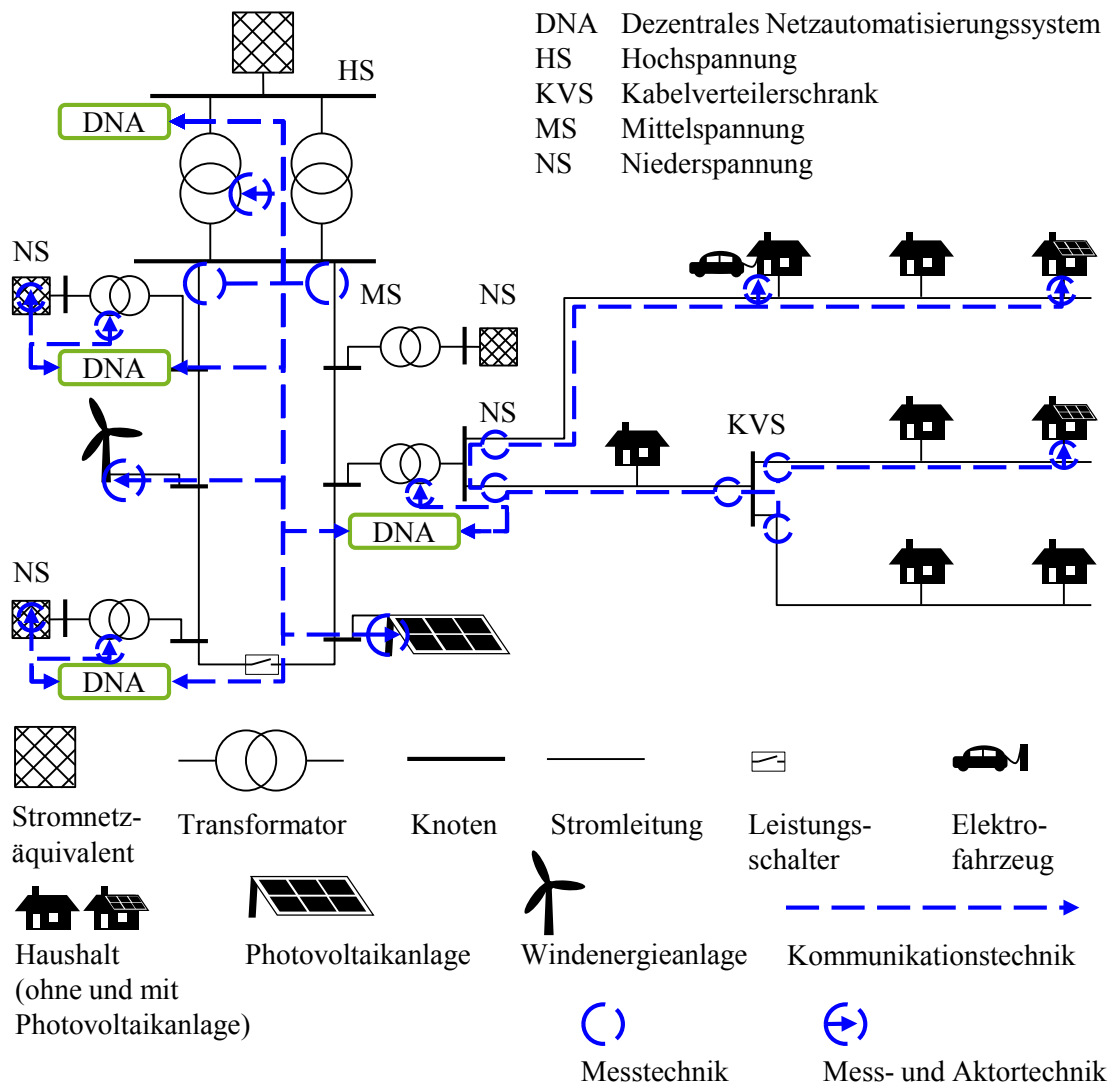 DNA Dezentrales Netzautomatisierungssystem
HS Hochspannung
KVS Kabelverteilerschrank
MS Mittelspannung
NS Niederspannung
HS
DNA
NS
MS
NS
DNA
NS
KVS
DNA
NS
DNA
Stromnetz-
äquivalent
Transformator
Knoten
Stromleitung
Leistungs-
schalter
Elektro-
fahrzeug
Haushalt
(ohne und mit
Photovoltaikanlage)
Photovoltaikanlage
Windenergieanlage
Kommunikationstechnik
Messtechnik
Mess- und Aktortechnik